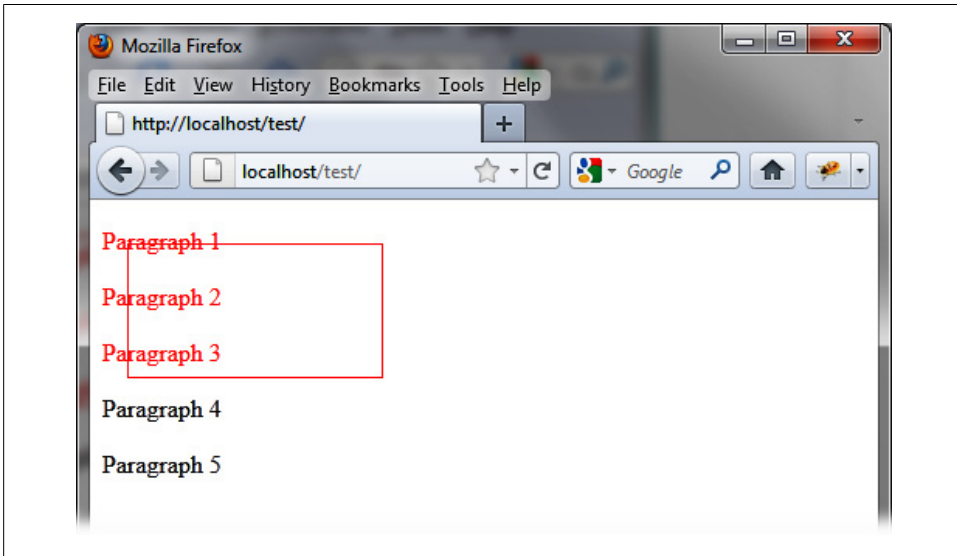 Mozilla Firefox
File Edit View History Bookmarks Tools Help
http://localhost/test/
localhost/test/ Google
Paragraph 1
Paragraph 2
Paragraph 3
Paragraph 4
Paragraph 5